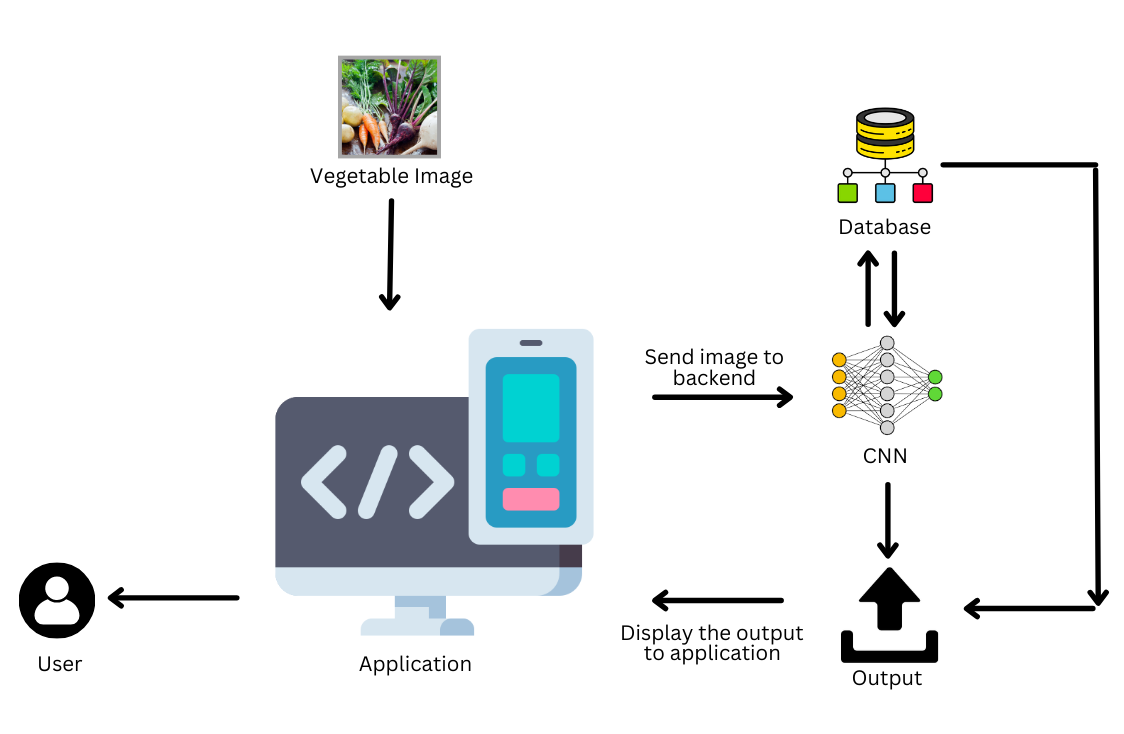 Vegetable Image
Database
Send image to
backend
CNN
Display the output
to application
User
Application
Output